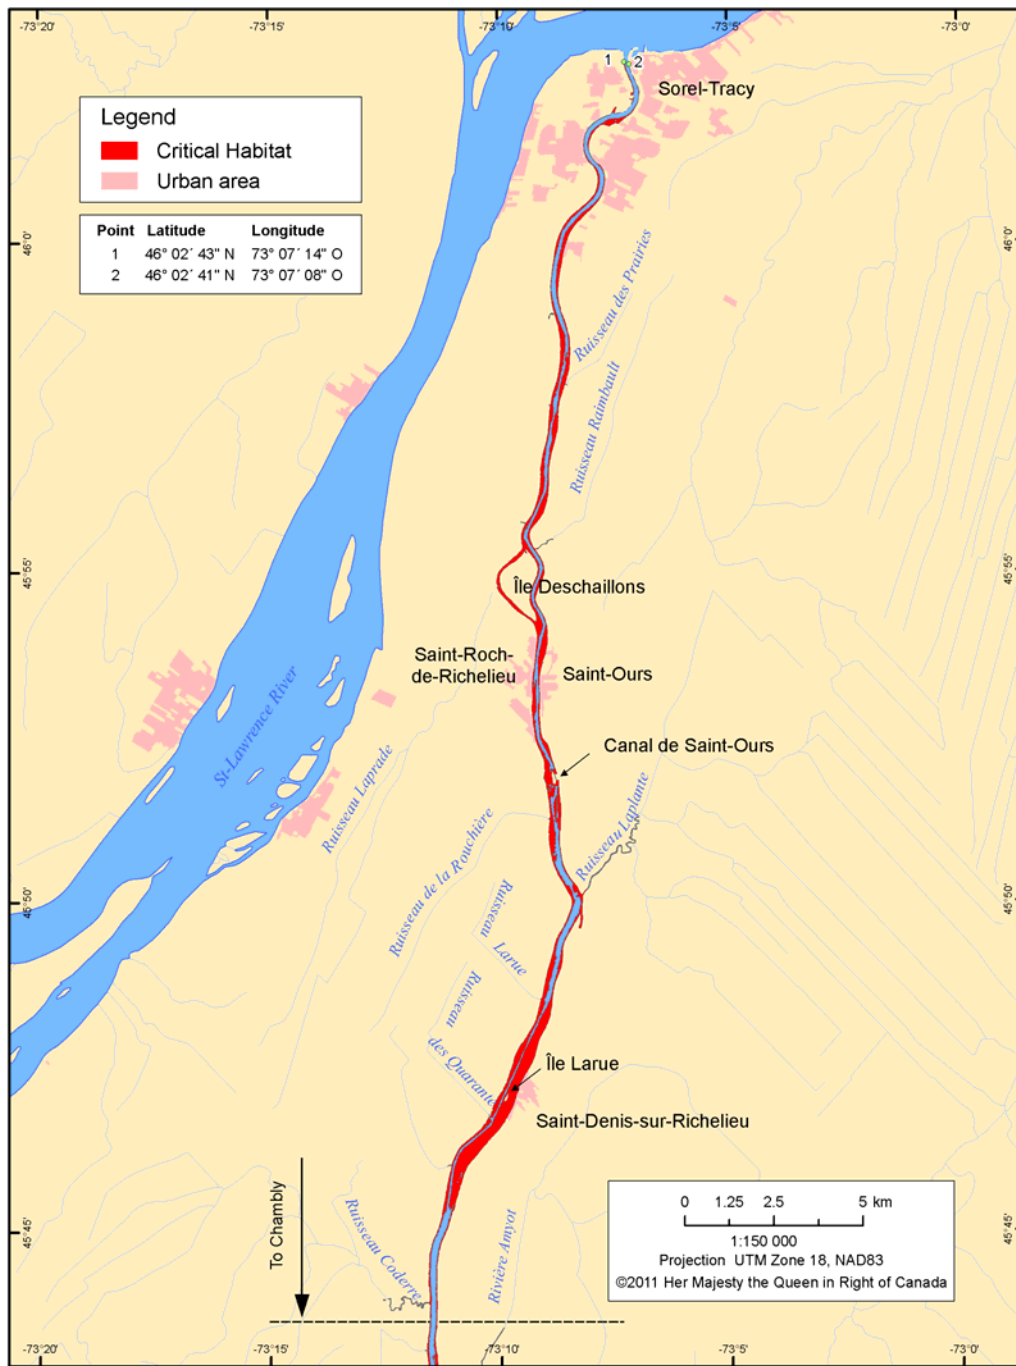 -73°20'
-73°15'
-73°10'
-73°5'
-73°0'
1
2
Sorel-Tracy
Legend
Critical Habitat
Urban area
Point Latitude Longitude
1 46° 02´ 43" N 73° 07´ 14" O
2 46° 02´ 41" N 73° 07´ 08" O
46°0'
46°0'
Ruisseau des Prairies
Ruisseau Raimbault
45°55'
45°55'
Île Deschaillons
Saint-Roch-
de-Richelieu
Saint-Ours
St-Lawrence River
Canal de Saint-Ours
Ruisseau Laprade
Ruisseau Laplante
Ruisseau de la Rouchière
45°50'
45°50'
Ruisseau
Larue
Ruisseau
des Quarante
Île Larue
Saint-Denis-sur-Richelieu
To Chambly
Ruisseau Coderre
Rivière Amyot
45°45'
45°45'
0 1.25 2.5 5 km
1:150 000
Projection UTM Zone 18, NAD83
©2011 Her Majesty the Queen in Right of Canada
-73°20'
-73°15'
-73°10'
-73°5'
-73°0'